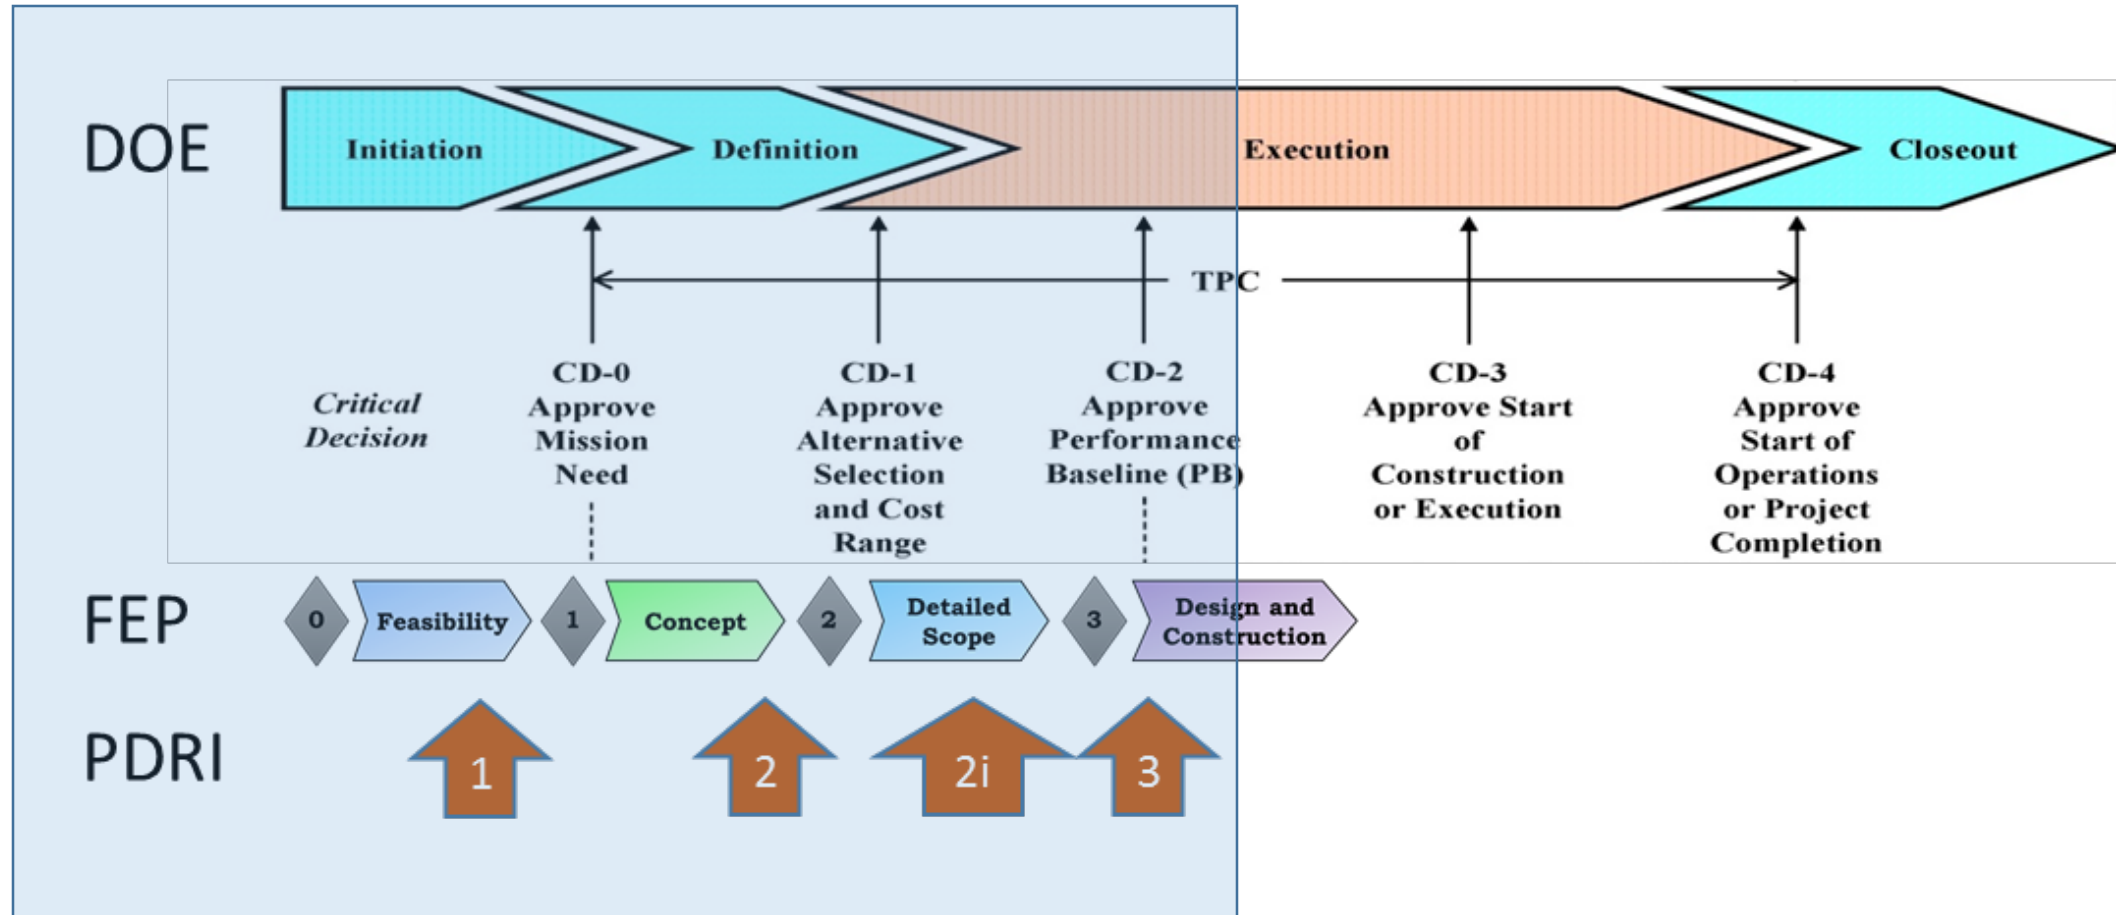 DOE
Initiation
Definition
Execution
Closeout
TPC
Critical
Decision
CD-0
Approve
Mission
Need
CD-1
Approve
Alternative
Selection
and Cost
Range
CD-2
Approve
Performance
Baseline (PB)
CD-3
Approve Start
of
Construction
or Execution
CD-4
Approve
Start of
Operations
or Project
Completion
FEP
0
Feasibility
1
Concept
2
Detailed
Scope
3
Design and
Construction
PDRI
1
2
2i
3